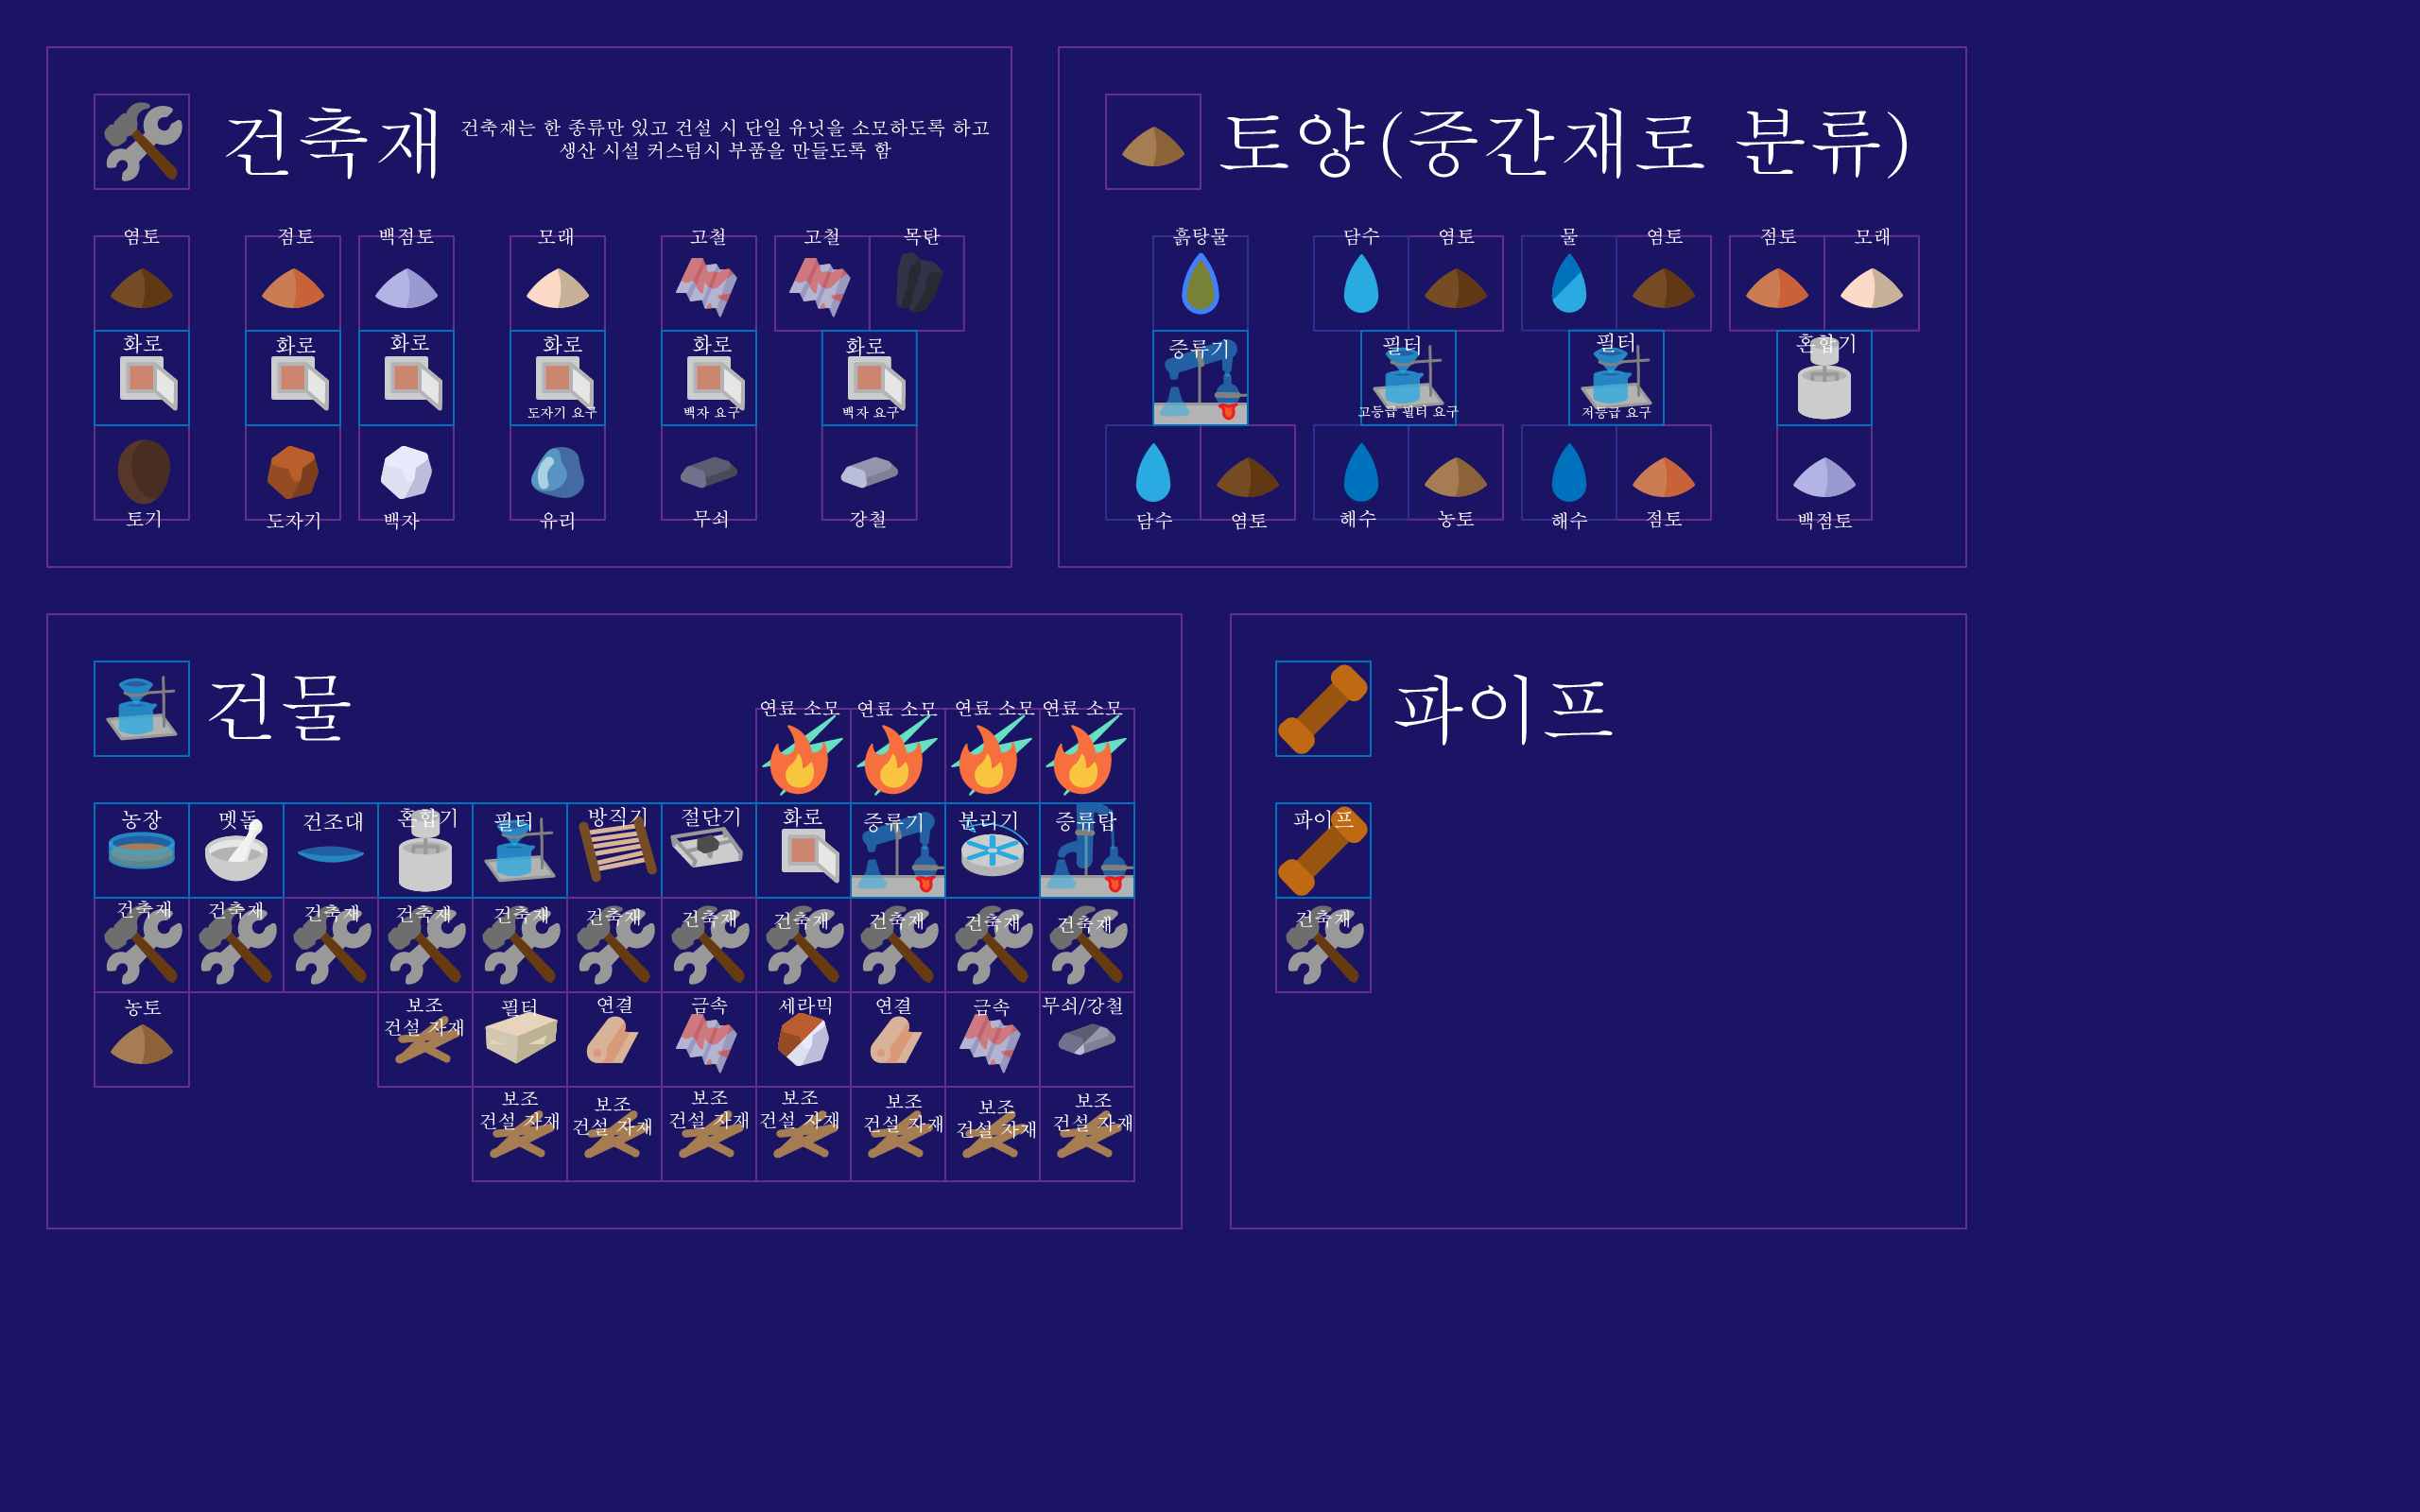 건축재
건축재는 한 종류만 있고 건설 시 단일 유닛을 소모하도록 하고
생산 시설 커스텀시 부품을 만들도록 함
염토
점토
백점토
모래
고철
고철
목탄
화로
화로
화로
화로
화로
화로
도자기 요구
백자 요구
백자 요구
토기
도자기
백자
유리
무쇠
강철
토양(중간재로 분류)
흙탕물
담수
염토
물
염토
점토
모래
증류기
필터
필터
혼합기
고등급 필터 요구
저등급 요구
담수
염토
해수
농토
해수
점토
백점토
건물
연료 소모
연료 소모
연료 소모
연료 소모
농장
멧돌
건조대
혼합기
필터
방직기
절단기
화로
증류기
분리기
증류탑
건축재
건축재
건축재
건축재
건축재
건축재
건축재
건축재
건축재
건축재
건축재
농토
보조
건설 자재
필터
연결
금속
세라믹
연결
금속
무쇠/강철
보조
건설 자재
보조
건설 자재
보조
건설 자재
보조
건설 자재
보조
건설 자재
보조
건설 자재
보조
건설 자재
파이프
파이프
건축재